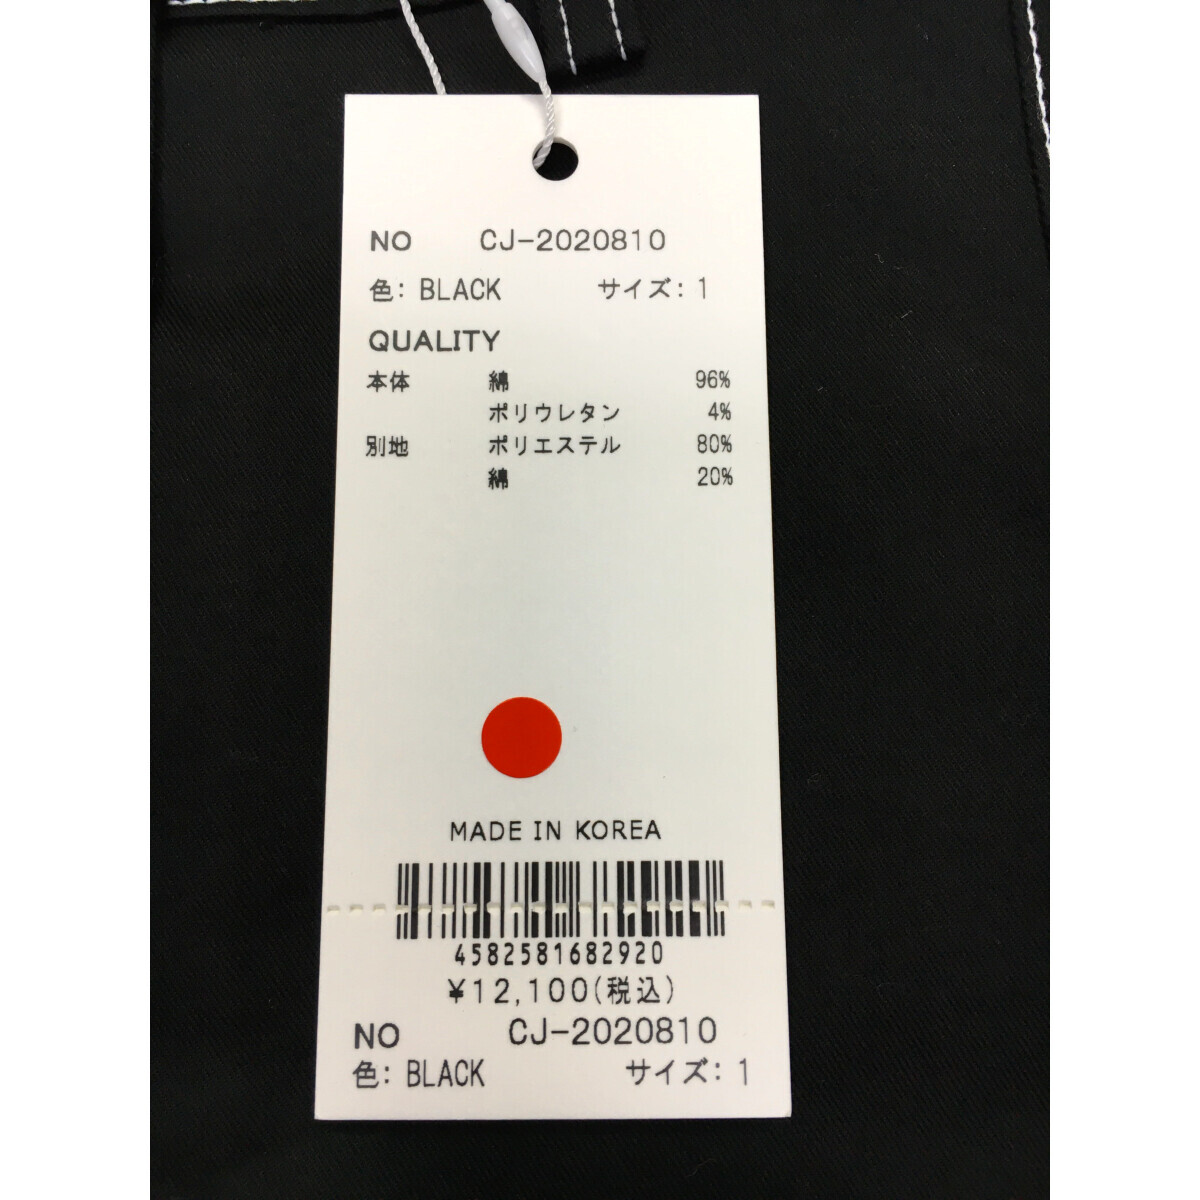 NO CJ-2020810
色: BLACK サイズ: 1
QUALITY
本体 綿 96%
ポリウレタン 4%
別地 ポリエステル 80%
綿 20%
MADE IN KOREA
4582581682920
¥12,100(税込)
NO CJ-2020810
色: BLACK サイズ: 1